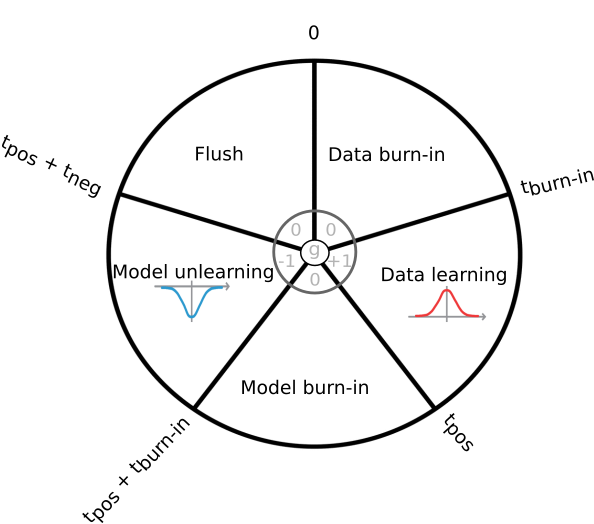 0
Flush
Data burn-in
tpos + tneg
tburn-in
0
0
g
-1
+1
0
Model unlearning
Data learning
Model burn-in
tpos + tburn-in
tpos